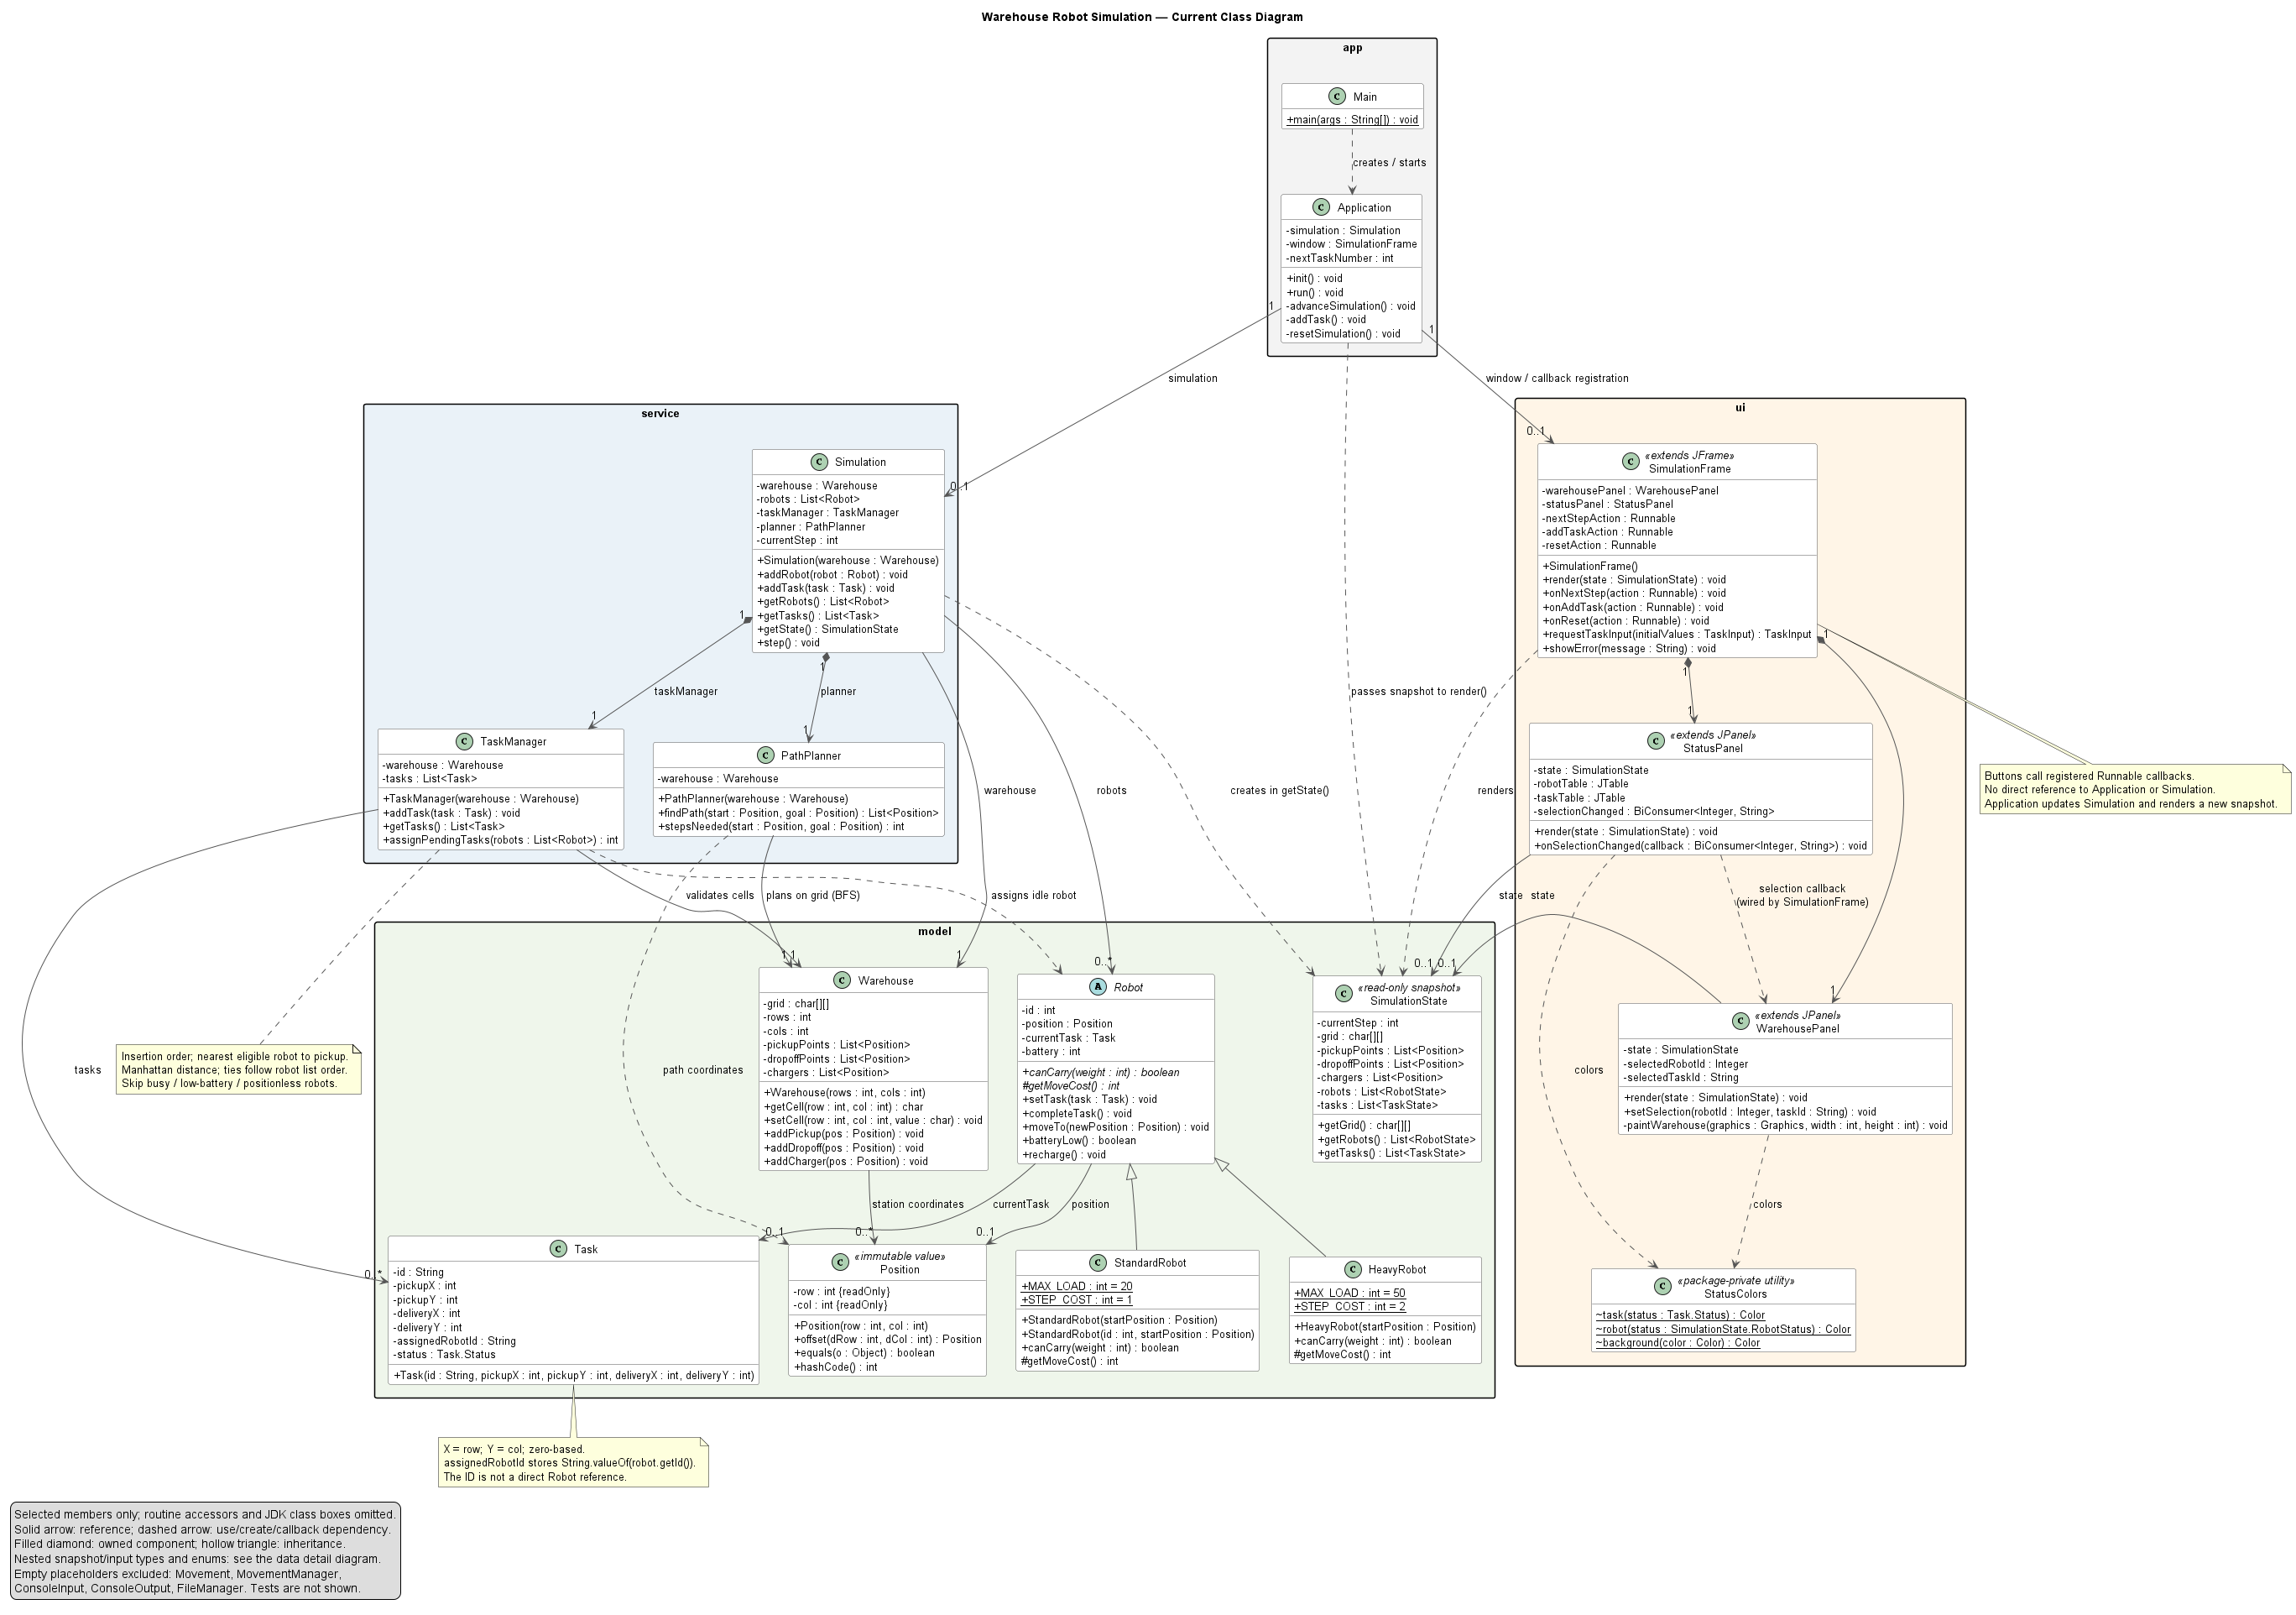 Warehouse Robot Simulation — Current Class Diagram
app
C Main
+main(args : String[]) : void
creates / starts
C Application
-simulation : Simulation
-window : SimulationFrame
-nextTaskNumber : int
+init() : void
+run() : void
-advanceSimulation() : void
-addTask() : void
-resetSimulation() : void
1
1
simulation
window / callback registration
0..1
0..1
service
C Simulation
-warehouse : Warehouse
-robots : List<Robot>
-taskManager : TaskManager
-planner : PathPlanner
-currentStep : int
+Simulation(warehouse : Warehouse)
+addRobot(robot : Robot) : void
+addTask(task : Task) : void
+getRobots() : List<Robot>
+getTasks() : List<Task>
+getState() : SimulationState
+step() : void
1
1
taskManager
planner
1
1
C TaskManager
-warehouse : Warehouse
-tasks : List<Task>
+TaskManager(warehouse : Warehouse)
+addTask(task : Task) : void
+getTasks() : List<Task>
+assignPendingTasks(robots : List<Robot>) : int
C PathPlanner
-warehouse : Warehouse
+PathPlanner(warehouse : Warehouse)
+findPath(start : Position, goal : Position) : List<Position>
+stepsNeeded(start : Position, goal : Position) : int
warehouse
robots
creates in getState()
passes snapshot to render()
renders
ui
C «extends JFrame»
SimulationFrame
-warehousePanel : WarehousePanel
-statusPanel : StatusPanel
-nextStepAction : Runnable
-addTaskAction : Runnable
-resetAction : Runnable
+SimulationFrame()
+render(state : SimulationState) : void
+onNextStep(action : Runnable) : void
+onAddTask(action : Runnable) : void
+onReset(action : Runnable) : void
+requestTaskInput(initialValues : TaskInput) : TaskInput
+showError(message : String) : void
1
1
1
C «extends JPanel»
StatusPanel
-state : SimulationState
-robotTable : JTable
-taskTable : JTable
-selectionChanged : BiConsumer<Integer, String>
+render(state : SimulationState) : void
+onSelectionChanged(callback : BiConsumer<Integer, String>) : void
Buttons call registered Runnable callbacks.
No direct reference to Application or Simulation.
Application updates Simulation and renders a new snapshot.
validates cells
plans on grid (BFS)
assigns idle robot
state
state
selection callback
(wired by SimulationFrame)
model
1
1
1
0..*
0..1
0..1
1
C Warehouse
-grid : char[][]
-rows : int
-cols : int
-pickupPoints : List<Position>
-dropoffPoints : List<Position>
-chargers : List<Position>
+Warehouse(rows : int, cols : int)
+getCell(row : int, col : int) : char
+setCell(row : int, col : int, value : char) : void
+addPickup(pos : Position) : void
+addDropoff(pos : Position) : void
+addCharger(pos : Position) : void
A Robot
-id : int
-position : Position
-currentTask : Task
-battery : int
+canCarry(weight : int) : boolean
#getMoveCost() : int
+setTask(task : Task) : void
+completeTask() : void
+moveTo(newPosition : Position) : void
+batteryLow() : boolean
+recharge() : void
C «read-only snapshot»
SimulationState
-currentStep : int
-grid : char[][]
-pickupPoints : List<Position>
-dropoffPoints : List<Position>
-chargers : List<Position>
-robots : List<RobotState>
-tasks : List<TaskState>
+getGrid() : char[][]
+getRobots() : List<RobotState>
+getTasks() : List<TaskState>
C «extends JPanel»
WarehousePanel
-state : SimulationState
-selectedRobotId : Integer
-selectedTaskId : String
+render(state : SimulationState) : void
+setSelection(robotId : Integer, taskId : String) : void
-paintWarehouse(graphics : Graphics, width : int, height : int) : void
Insertion order; nearest eligible robot to pickup.
Manhattan distance; ties follow robot list order.
Skip busy / low-battery / positionless robots.
tasks
path coordinates
colors
station coordinates
currentTask
position
colors
0..*
0..1
0..*
0..1
C Task
-id : String
-pickupX : int
-pickupY : int
-deliveryX : int
-deliveryY : int
-assignedRobotId : String
-status : Task.Status
+Task(id : String, pickupX : int, pickupY : int, deliveryX : int, deliveryY : int)
C «immutable value»
Position
-row : int {readOnly}
-col : int {readOnly}
+Position(row : int, col : int)
+offset(dRow : int, dCol : int) : Position
+equals(o : Object) : boolean
+hashCode() : int
C StandardRobot
+MAX_LOAD : int = 20
+STEP_COST : int = 1
+StandardRobot(startPosition : Position)
+StandardRobot(id : int, startPosition : Position)
+canCarry(weight : int) : boolean
#getMoveCost() : int
C HeavyRobot
+MAX_LOAD : int = 50
+STEP_COST : int = 2
+HeavyRobot(startPosition : Position)
+canCarry(weight : int) : boolean
#getMoveCost() : int
C «package-private utility»
StatusColors
~task(status : Task.Status) : Color
~robot(status : SimulationState.RobotStatus) : Color
~background(color : Color) : Color
X = row; Y = col; zero-based.
assignedRobotId stores String.valueOf(robot.getId()).
The ID is not a direct Robot reference.
Selected members only; routine accessors and JDK class boxes omitted.
Solid arrow: reference; dashed arrow: use/create/callback dependency.
Filled diamond: owned component; hollow triangle: inheritance.
Nested snapshot/input types and enums: see the data detail diagram.
Empty placeholders excluded: Movement, MovementManager,
ConsoleInput, ConsoleOutput, FileManager. Tests are not shown.